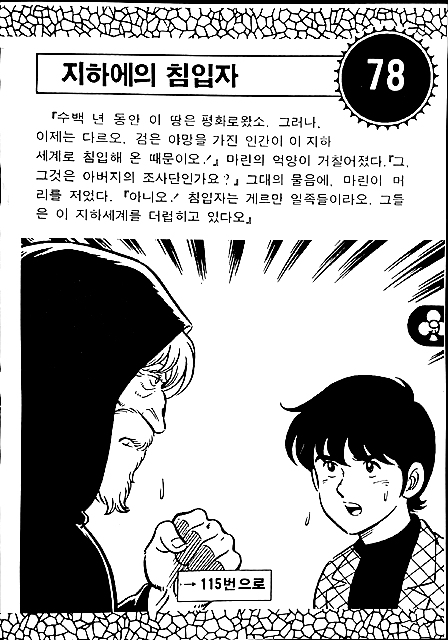 지하에의 침입자
78
『수백 년 동안 이 땅은 평화로왔소. 그러나,
이제는 다르오. 검은 야망을 가진 인간이 이 지하
세계로 침입해 온 때문이오!』 마린의 억양이 거칠어졌다.『그,
그것은 아버지의 조사단인가요?』 그대의 물음에, 마린이 머
리를 저었다. 『아니오! 침입자는 게르만 일족들이라오. 그들
은 이 지하세계를 더럽히고 있다오』
→ 115번으로